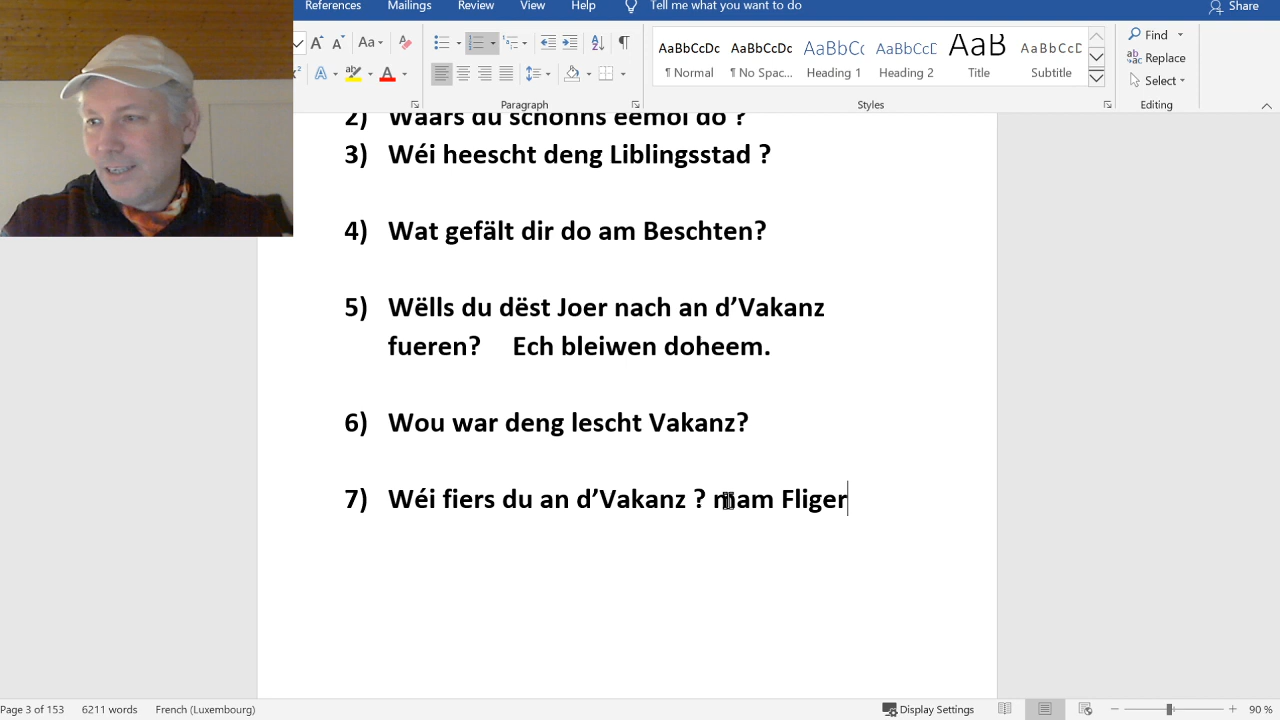 References Mailings Review View Help Tell me what you want to do Share
Aa
AaBbCcDc AaBbCcDc AaBbCc AaBbCcD AaB AaBbCcD
¶ Normal ¶ No Spac... Heading 1 Heading 2 Title Subtitle
Find
Replace
Select
Paragraph Styles Editing
2) Waars du schonns eemol do ?
3) Wéi heescht deng Liblingsstad ?
4) Wat gefält dir do am Beschten?
5) Wëlls du dëst Joer nach an d’Vakanz
fueren? Ech bleiwen doheem.
6) Wou war deng lescht Vakanz?
7) Wéi fiers du an d’Vakanz ? mam Fliger
Page 3 of 153 6211 words French (Luxembourg) Display Settings 90 %